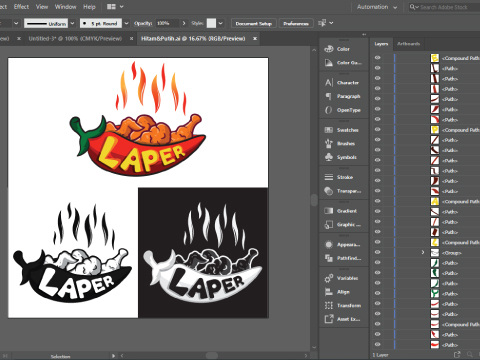 ect Effect View Window Help
Automation
Search Adobe Stock
Uniform 5 pt. Round Opacity: 100% Style: Document Setup Preferences
Untitled-3* @ 100% (CMYK/Preview) × Hitam&Putih.ai @ 16.67% (RGB/Preview) ×
LAPER
LAPER
LAPER
Color
Color Gu...
Character
Paragraph
OpenType
Swatches
Brushes
Symbols
Stroke
Transpar...
Gradient
Graphic ...
Appeara...
Pathfind...
Variables
Align
Transform
Asset Ex...
Layers Artboards
<Compound Path
<Path>
<Path>
<Path>
<Path>
<Path>
<Path>
<Compound Path
<Path>
<Path>
<Path>
<Path>
<Path>
<Path>
<Compound Path
<Path>
<Path>
<Path>
<Compound Path
<Group>
<Path>
<Path>
<Path>
<Path>
<Path>
<Path>
<Compound Path
<Path>
<Path>
1 Layer
Selection